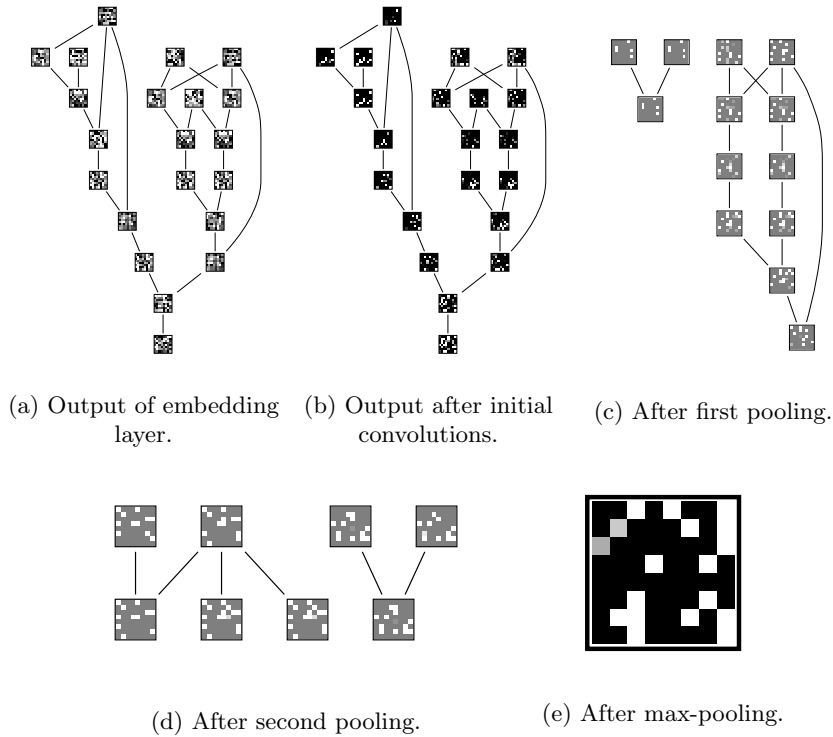 (a) Output of embedding
layer.
(b) Output after initial
convolutions.
(c) After first pooling.
(d) After second pooling.
(e) After max-pooling.